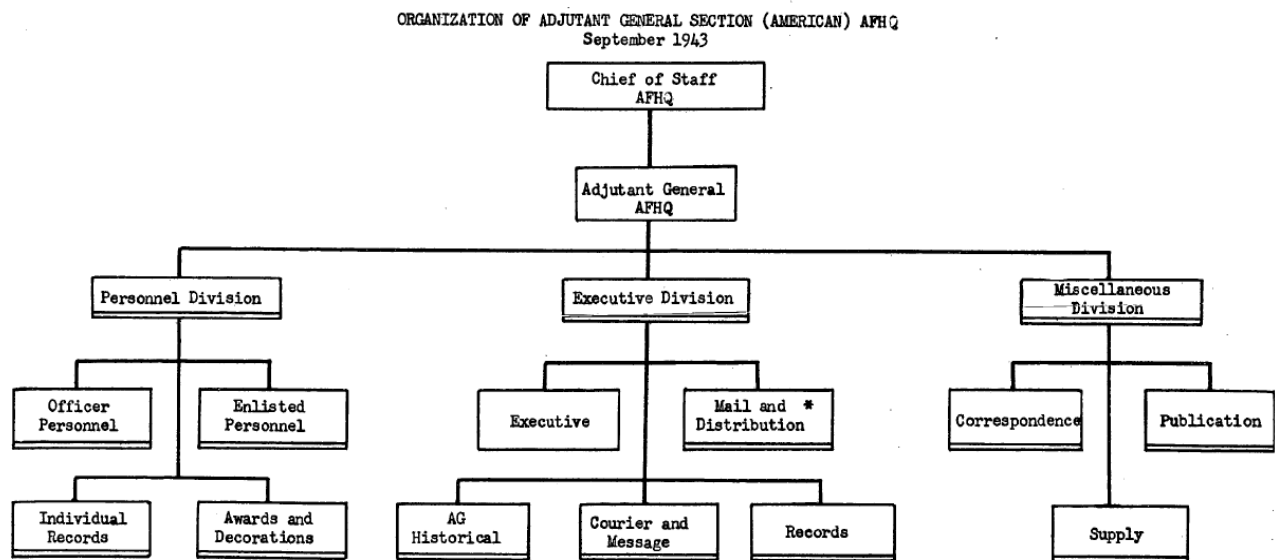 ORGANIZATION OF ADJUTANT GENERAL SECTION (AMERICAN) AFHQ
September 1943
Chief of Staff
AFHQ
Adjutant General
AFHQ
Personnel Division
Executive Division
Miscellaneous
Division
Officer
Personnel
Enlisted
Personnel
Executive
Mail and *
Distribution
Correspondence
Publication
Individual
Records
Awards and
Decorations
AG
Historical
Courier and
Message
Records
Supply